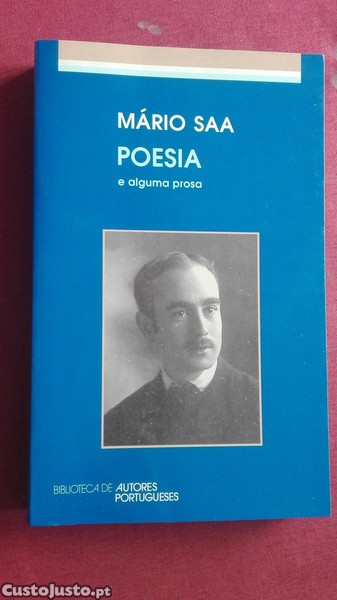 MÁRIO SAA
POESIA
e alguma prosa
BIBLIOTECA DE AUTORES
PORTUGUESES
CustoJusto.pt